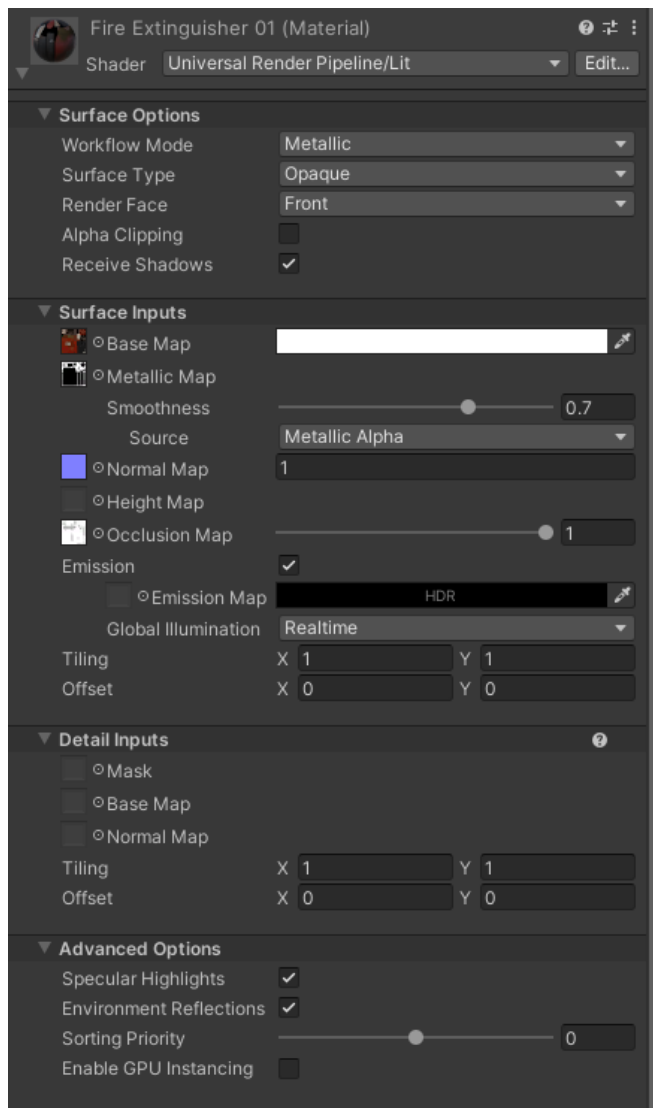 Fire Extinguisher 01 (Material)
Shader Universal Render Pipeline/Lit Edit...
Surface Options
Workflow Mode Metallic
Surface Type Opaque
Render Face Front
Alpha Clipping
Receive Shadows
Surface Inputs
Base Map
Metallic Map
Smoothness 0.7
Source Metallic Alpha
Normal Map 1
Height Map
Occlusion Map 1
Emission
Emission Map HDR
Global Illumination Realtime
Tiling X 1 Y 1
Offset X 0 Y 0
Detail Inputs
Mask
Base Map
Normal Map
Tiling X 1 Y 1
Offset X 0 Y 0
Advanced Options
Specular Highlights
Environment Reflections
Sorting Priority 0
Enable GPU Instancing